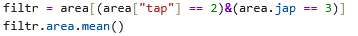 filtr = area[(area["tap"] == 2)&(area.jap == 3)]
filtr.area.mean()